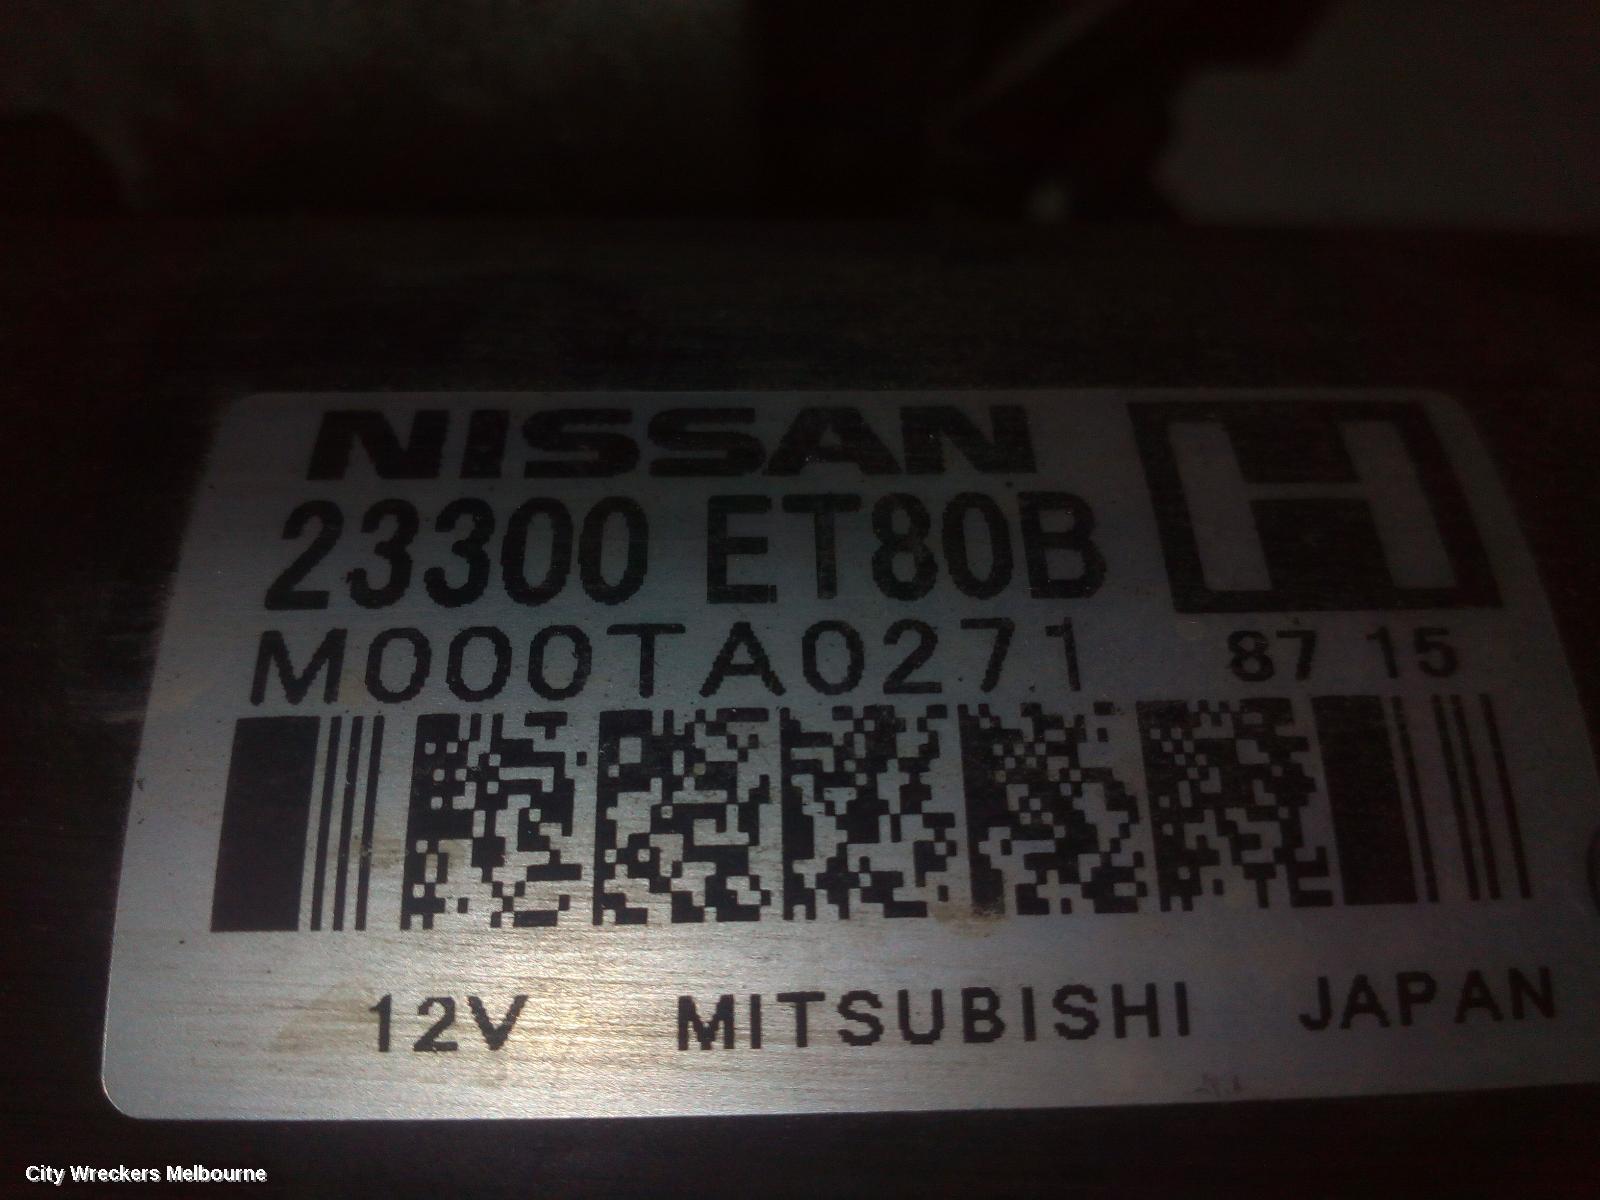 NISSAN H
23300 ET80B
M000TA0271 87 15
12V MITSUBISHI JAPAN
City Wreckers Melbourne